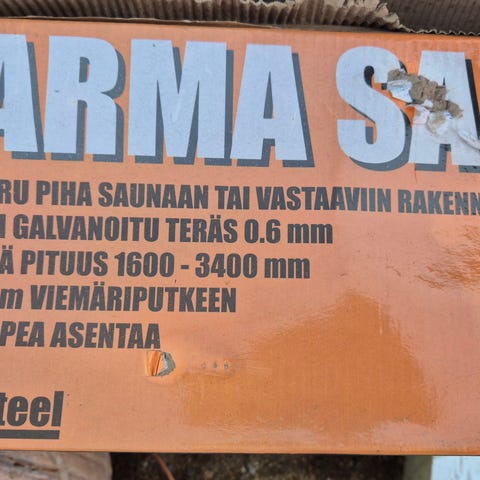 ARMA SA
RU PIHA SAUNAAN TAI VASTAAVIIN RAKENN
GALVANOITU TERÄS 0.6 mm
Ä PITUUS 1600 - 3400 mm
m VIEMÄRIPUTKEEN
PEA ASENTAA
teel